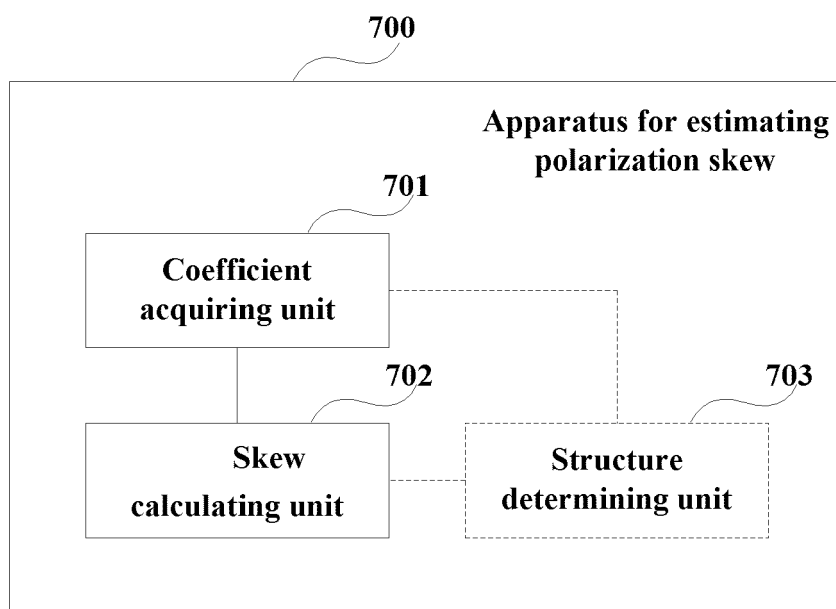 700
Apparatus for estimating
polarization skew
701
Coefficient
acquiring unit
702
Skew
calculating unit
703
Structure
determining unit